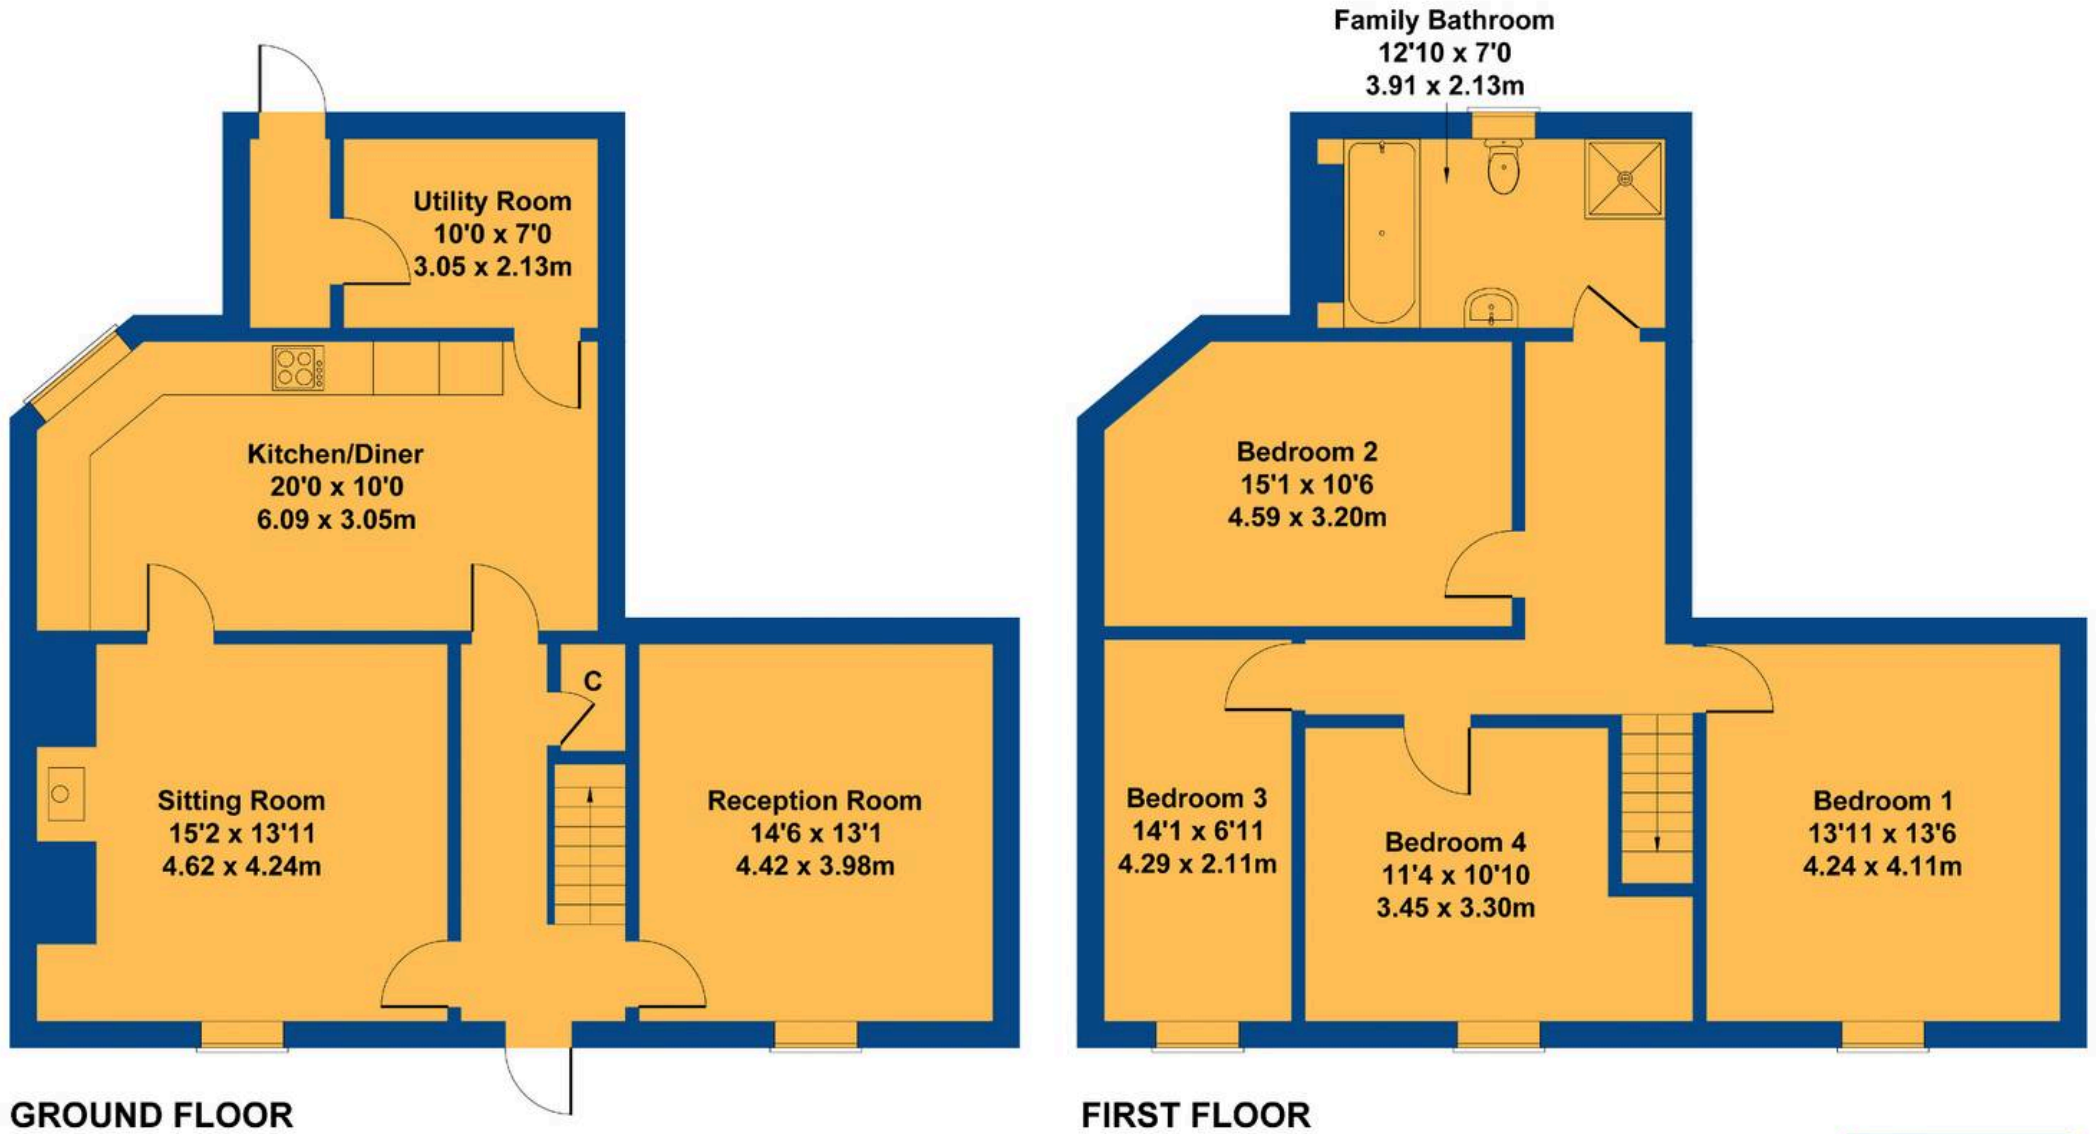 Family Bathroom
12'10 x 7'0
3.91 x 2.13m
Utility Room
10'0 x 7'0
3.05 x 2.13m
Kitchen/Diner
20'0 x 10'0
6.09 x 3.05m
Bedroom 2
15'1 x 10'6
4.59 x 3.20m
C
Sitting Room
15'2 x 13'11
4.62 x 4.24m
Reception Room
14'6 x 13'1
4.42 x 3.98m
Bedroom 3
14'1 x 6'11
4.29 x 2.11m
Bedroom 4
11'4 x 10'10
3.45 x 3.30m
Bedroom 1
13'11 x 13'6
4.24 x 4.11m
GROUND FLOOR
FIRST FLOOR